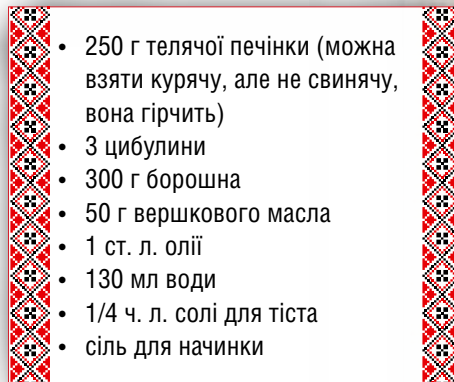 • 250 г телячої печінки (можна
взяти курячу, але не свинячу,
вона гірчить)
• 3 цибулини
• 300 г борошна
• 50 г вершкового масла
• 1 ст. л. олії
• 130 мл води
• 1/4 ч. л. солі для тіста
• сіль для начинки